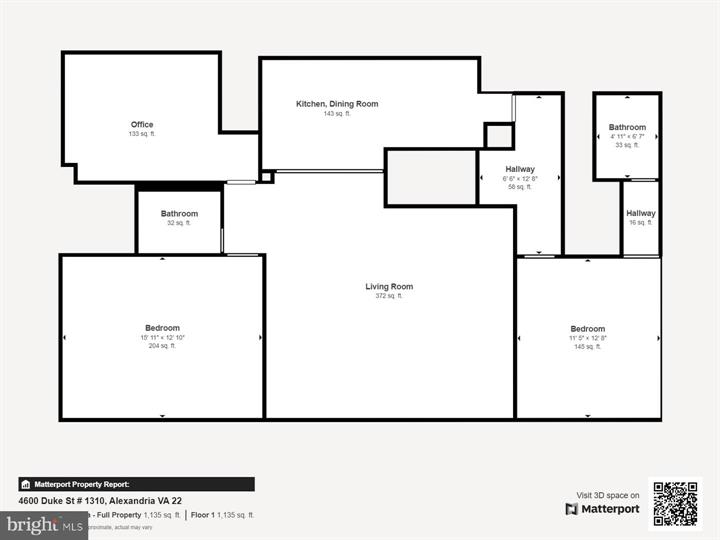 Office
133 sq. ft.
Kitchen, Dining Room
143 sq. ft.
Bathroom
4' 11" × 6' 7"
33 sq. ft.
Hallway
6' 6" × 12' 8"
56 sq. ft.
Bathroom
32 sq. ft.
Hallway
16 sq. ft.
Living Room
372 sq. ft.
Bedroom
15' 11" × 12' 10"
204 sq. ft.
Bedroom
11' 5" × 12' 8"
145 sq. ft.
Matterport Property Report:
4600 Duke St # 1310, Alexandria VA 22
- Full Property 1,135 sq. ft. | Floor 1 1,135 sq. ft.
actual may vary
bright MLS
Visit 3D space on
Matterport